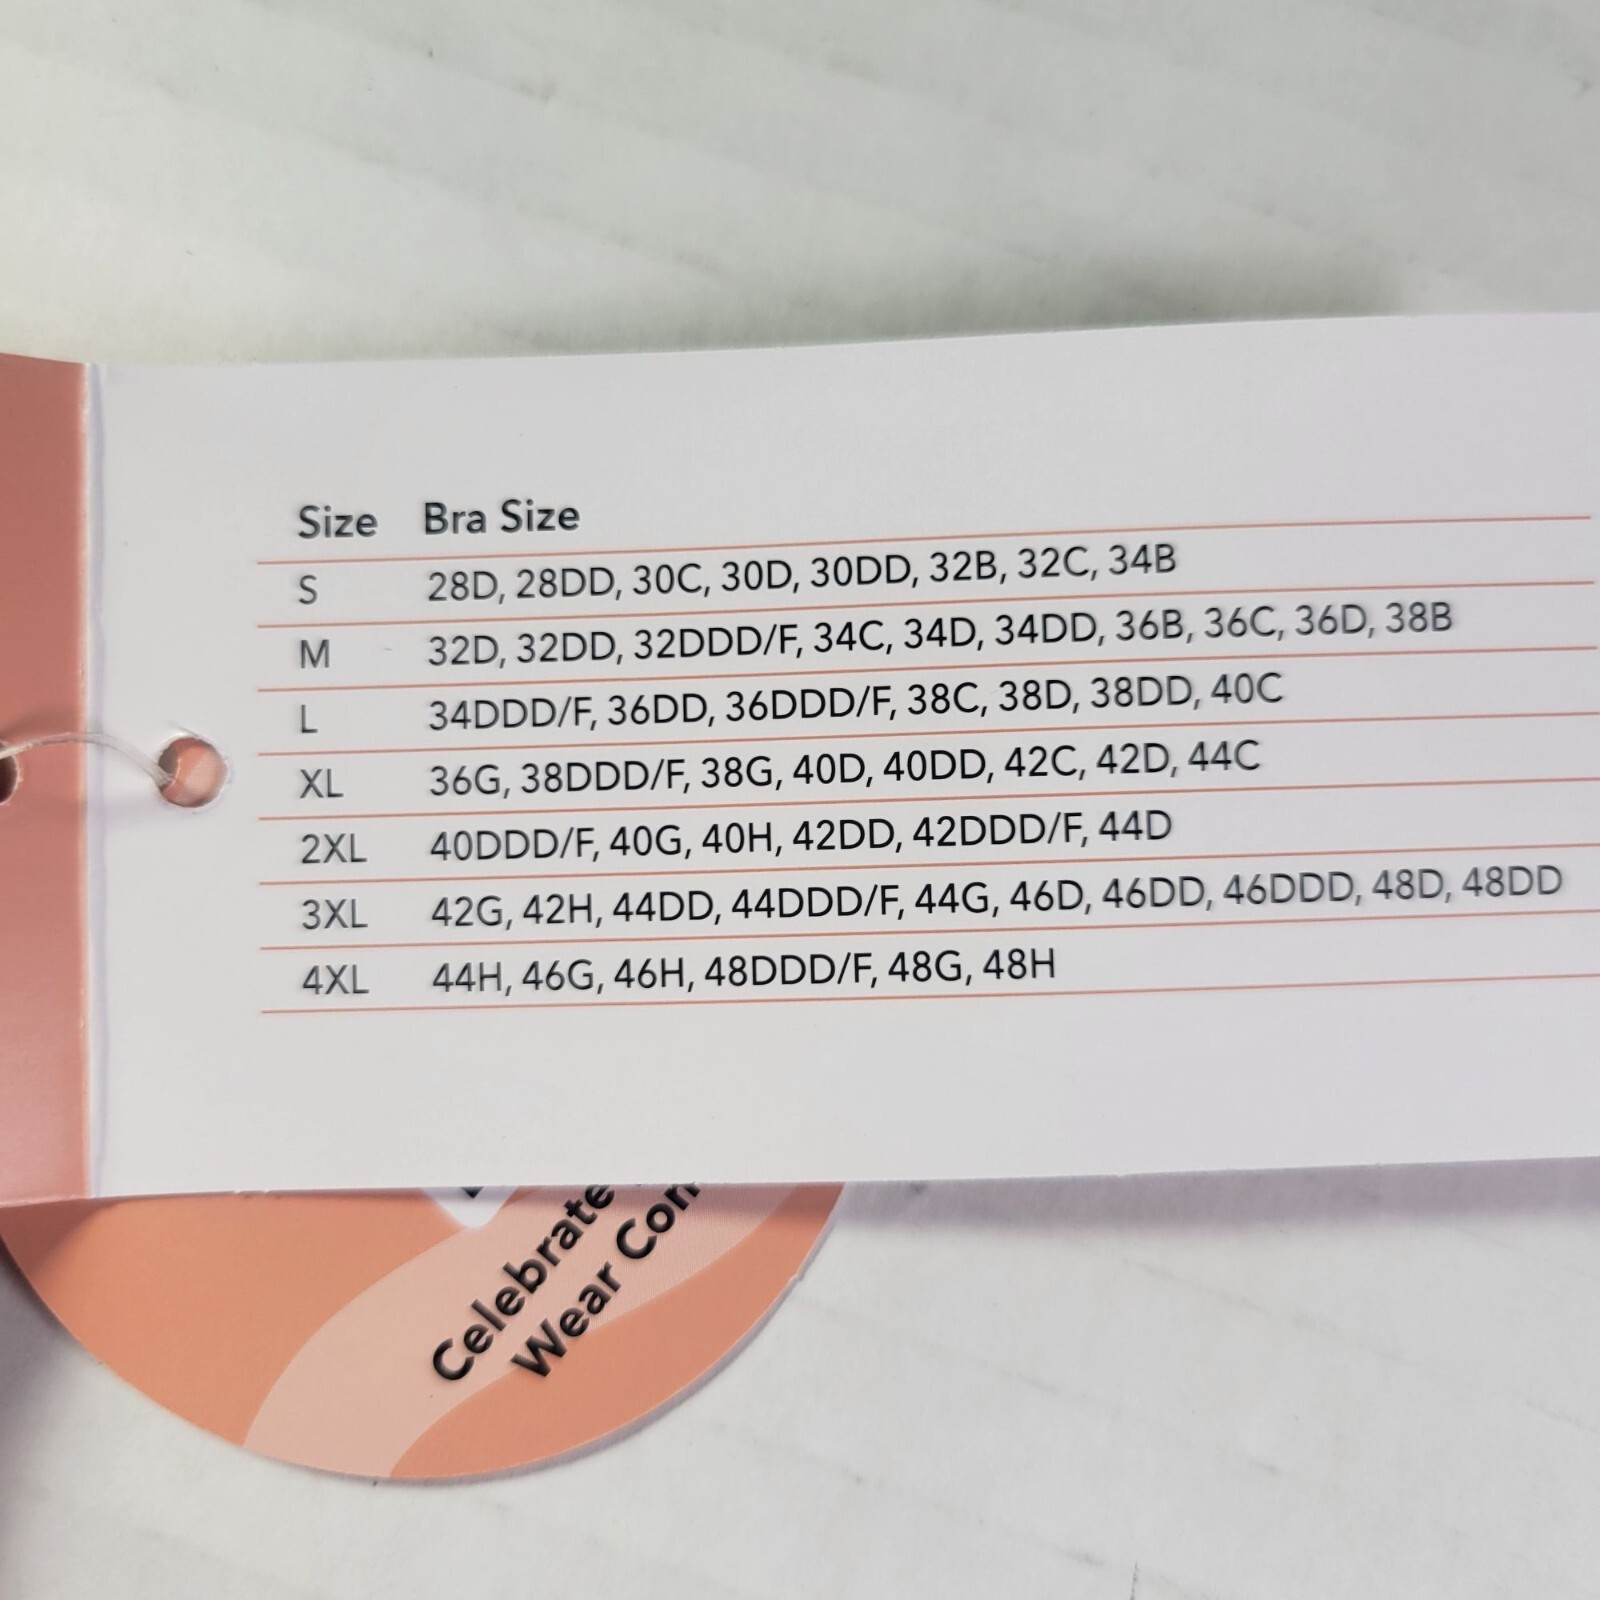 Size Bra Size
S 28D, 28DD, 30C, 30D, 30DD, 32B, 32C, 34B
M 32D, 32DD, 32DDD/F, 34C, 34D, 34DD, 36B, 36C, 36D, 38B
L 34DDD/F, 36DD, 36DDD/F, 38C, 38D, 38DD, 40C
XL 36G, 38DDD/F, 38G, 40D, 40DD, 42C, 42D, 44C
2XL 40DDD/F, 40G, 40H, 42DD, 42DDD/F, 44D
3XL 42G, 42H, 44DD, 44DDD/F, 44G, 46D, 46DD, 46DDD, 48D, 48DD
4XL 44H, 46G, 46H, 48DDD/F, 48G, 48H
Celebrate
Wear